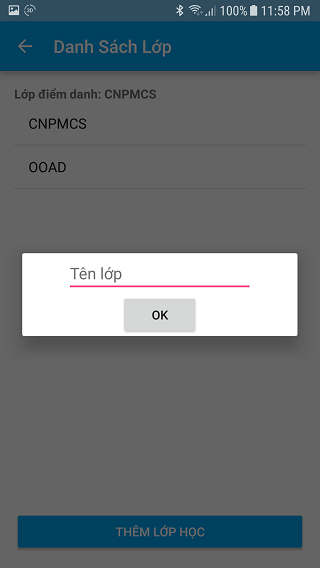 100% 11:58 PM
Danh Sách Lớp
Lớp điểm danh: CNPMCS
CNPMCS
OOAD
Tên lớp
OK
THÊM LỚP HỌC